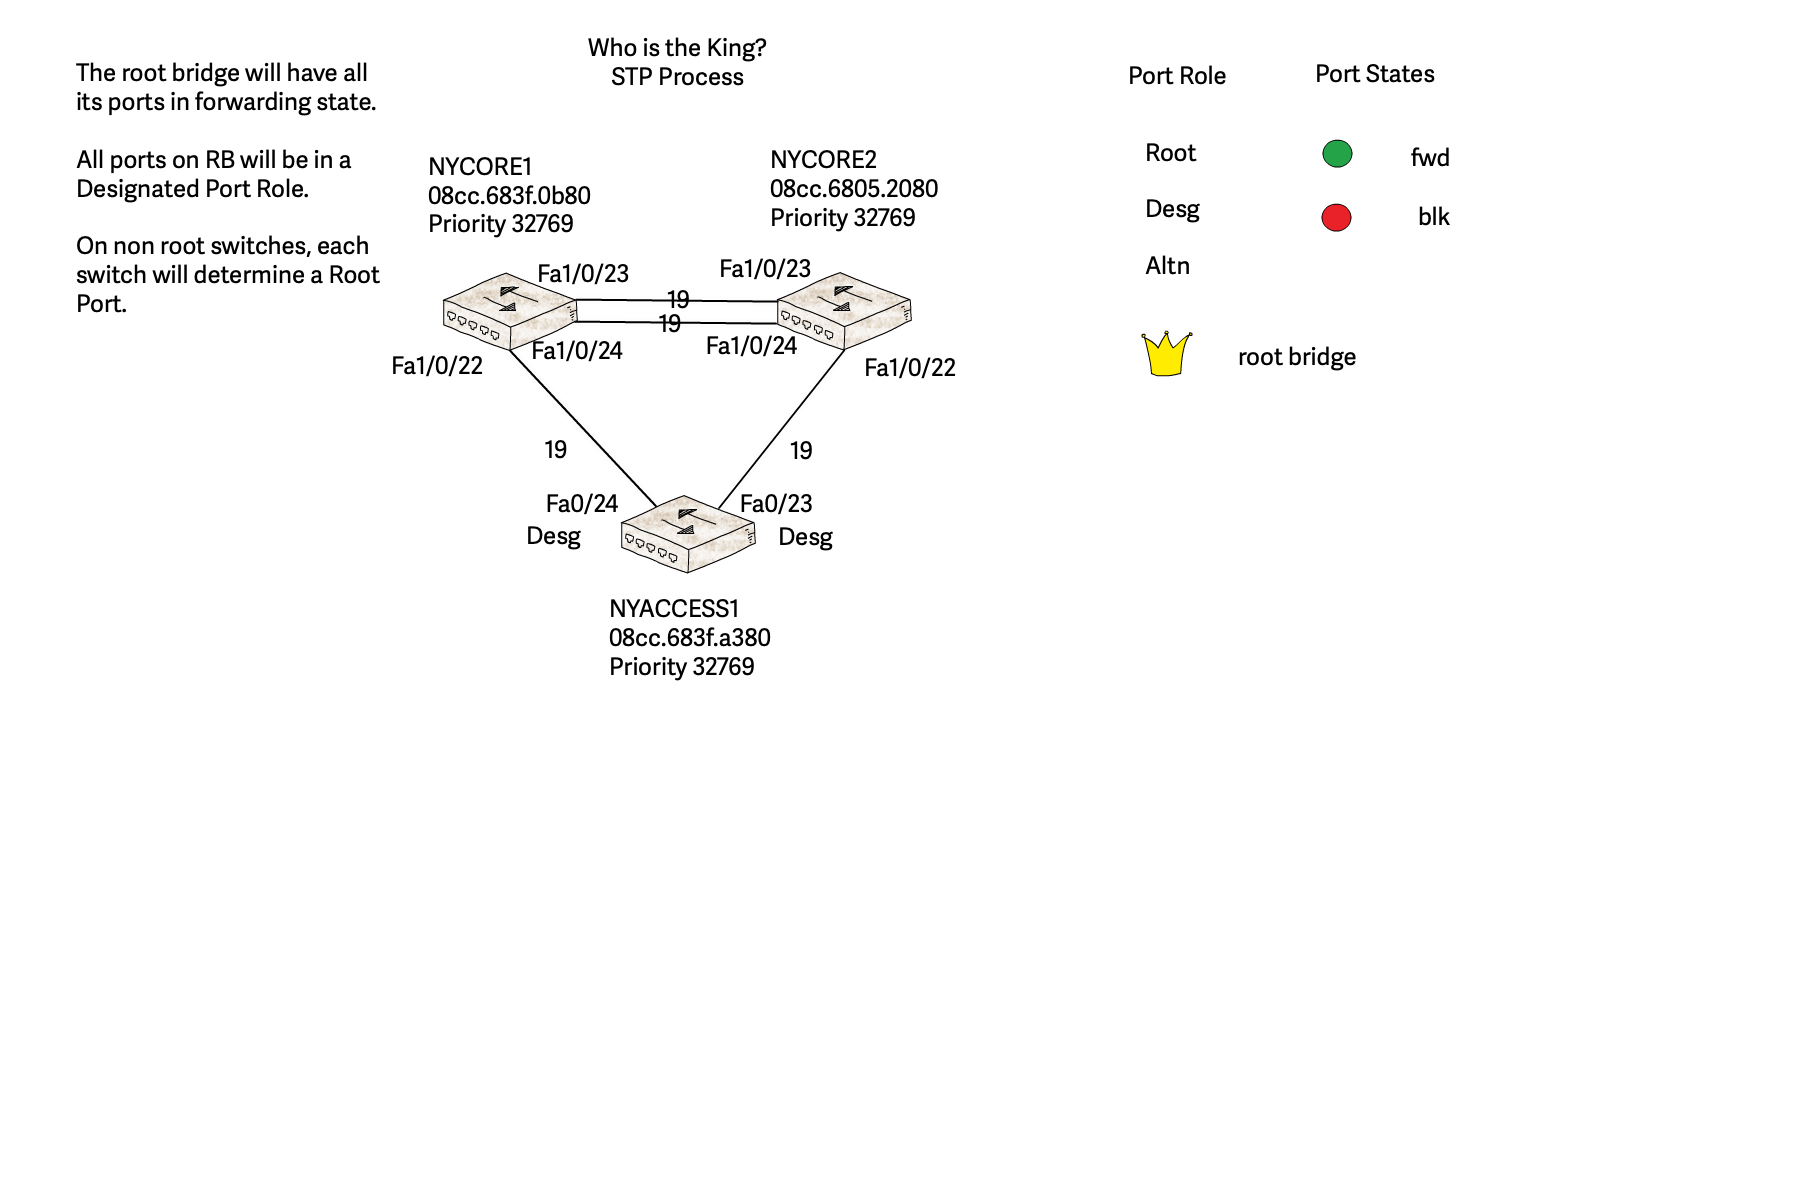 Who is the King?
STP Process
The root bridge will have all
its ports in forwarding state.
All ports on RB will be in a
Designated Port Role.
On non root switches, each
switch will determine a Root
Port.
Port Role
Port States
Root
fwd
Desg
blk
Altn
root bridge
NYCORE1
08cc.683f.0b80
Priority 32769
NYCORE2
08cc.6805.2080
Priority 32769
Fa1/0/23
Fa1/0/23
19
19
Fa1/0/24
Fa1/0/24
Fa1/0/22
Fa1/0/22
19
19
Fa0/24
Fa0/23
Desg
Desg
NYACCESS1
08cc.683f.a380
Priority 32769